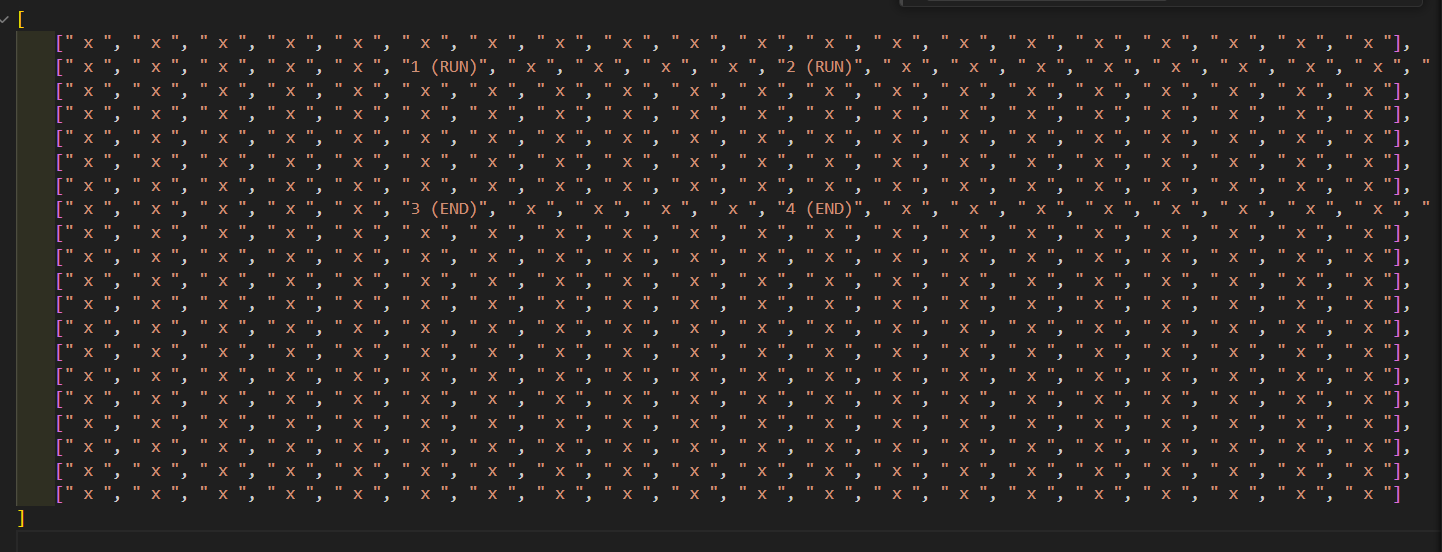 [
[" x ", " x ", " x ", " x ", " x ", " x ", " x ", " x ", " x ", " x ", " x ", " x ", " x ", " x ", " x ", " x ", " x ", " x ", " x ", " x "],
[" x ", " x ", " x ", " x ", " x ", "1 (RUN)", " x ", " x ", " x ", " x ", "2 (RUN)", " x ", " x ", " x ", " x ", " x ", " x ", " x ", " x ", "
[" x ", " x ", " x ", " x ", " x ", " x ", " x ", " x ", " x ", " x ", " x ", " x ", " x ", " x ", " x ", " x ", " x ", " x ", " x ", " x "],
[" x ", " x ", " x ", " x ", " x ", " x ", " x ", " x ", " x ", " x ", " x ", " x ", " x ", " x ", " x ", " x ", " x ", " x ", " x ", " x "],
[" x ", " x ", " x ", " x ", " x ", " x ", " x ", " x ", " x ", " x ", " x ", " x ", " x ", " x ", " x ", " x ", " x ", " x ", " x ", " x "],
[" x ", " x ", " x ", " x ", " x ", " x ", " x ", " x ", " x ", " x ", " x ", " x ", " x ", " x ", " x ", " x ", " x ", " x ", " x ", " x "],
[" x ", " x ", " x ", " x ", " x ", " x ", " x ", " x ", " x ", " x ", " x ", " x ", " x ", " x ", " x ", " x ", " x ", " x ", " x ", " x "],
[" x ", " x ", " x ", " x ", " x ", "3 (END)", " x ", " x ", " x ", " x ", "4 (END)", " x ", " x ", " x ", " x ", " x ", " x ", " x ", " x ", "
[" x ", " x ", " x ", " x ", " x ", " x ", " x ", " x ", " x ", " x ", " x ", " x ", " x ", " x ", " x ", " x ", " x ", " x ", " x ", " x "],
[" x ", " x ", " x ", " x ", " x ", " x ", " x ", " x ", " x ", " x ", " x ", " x ", " x ", " x ", " x ", " x ", " x ", " x ", " x ", " x "],
[" x ", " x ", " x ", " x ", " x ", " x ", " x ", " x ", " x ", " x ", " x ", " x ", " x ", " x ", " x ", " x ", " x ", " x ", " x ", " x "],
[" x ", " x ", " x ", " x ", " x ", " x ", " x ", " x ", " x ", " x ", " x ", " x ", " x ", " x ", " x ", " x ", " x ", " x ", " x ", " x "],
[" x ", " x ", " x ", " x ", " x ", " x ", " x ", " x ", " x ", " x ", " x ", " x ", " x ", " x ", " x ", " x ", " x ", " x ", " x ", " x "],
[" x ", " x ", " x ", " x ", " x ", " x ", " x ", " x ", " x ", " x ", " x ", " x ", " x ", " x ", " x ", " x ", " x ", " x ", " x ", " x "],
[" x ", " x ", " x ", " x ", " x ", " x ", " x ", " x ", " x ", " x ", " x ", " x ", " x ", " x ", " x ", " x ", " x ", " x ", " x ", " x "],
[" x ", " x ", " x ", " x ", " x ", " x ", " x ", " x ", " x ", " x ", " x ", " x ", " x ", " x ", " x ", " x ", " x ", " x ", " x ", " x "],
[" x ", " x ", " x ", " x ", " x ", " x ", " x ", " x ", " x ", " x ", " x ", " x ", " x ", " x ", " x ", " x ", " x ", " x ", " x ", " x "],
[" x ", " x ", " x ", " x ", " x ", " x ", " x ", " x ", " x ", " x ", " x ", " x ", " x ", " x ", " x ", " x ", " x ", " x ", " x ", " x "],
[" x ", " x ", " x ", " x ", " x ", " x ", " x ", " x ", " x ", " x ", " x ", " x ", " x ", " x ", " x ", " x ", " x ", " x ", " x ", " x "],
[" x ", " x ", " x ", " x ", " x ", " x ", " x ", " x ", " x ", " x ", " x ", " x ", " x ", " x ", " x ", " x ", " x ", " x ", " x ", " x "]
]